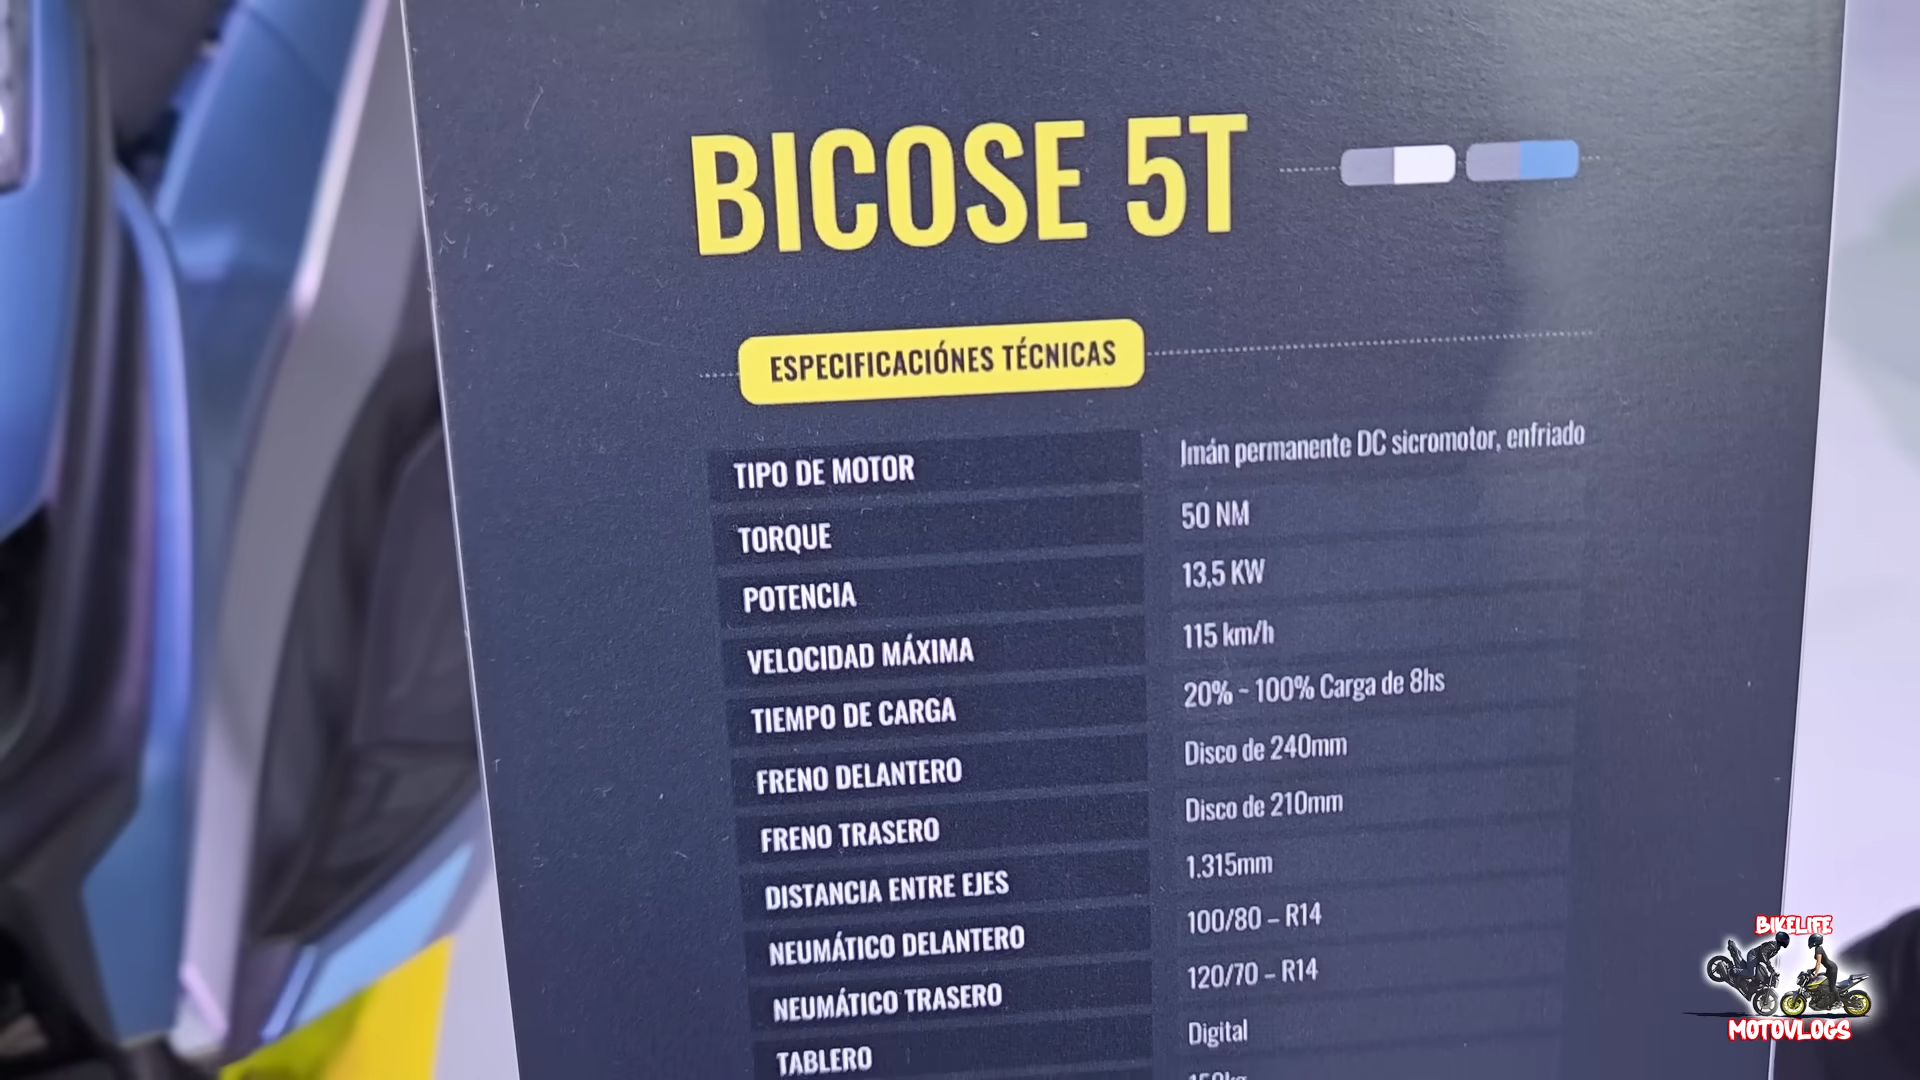 BICOSE 5T
ESPECIFICACIÓNES TÉCNICAS
TIPO DE MOTOR Imán permanente DC sicromotor, enfriado
TORQUE 50 NM
POTENCIA 13,5 KW
VELOCIDAD MÁXIMA 115 km/h
TIEMPO DE CARGA 20% - 100% Carga de 8hs
FRENO DELANTERO Disco de 240mm
FRENO TRASERO Disco de 210mm
DISTANCIA ENTRE EJES 1.315mm
NEUMÁTICO DELANTERO 100/80 – R14
NEUMÁTICO TRASERO 120/70 – R14
TABLERO Digital
BIKELIFE
MOTOVLOGS